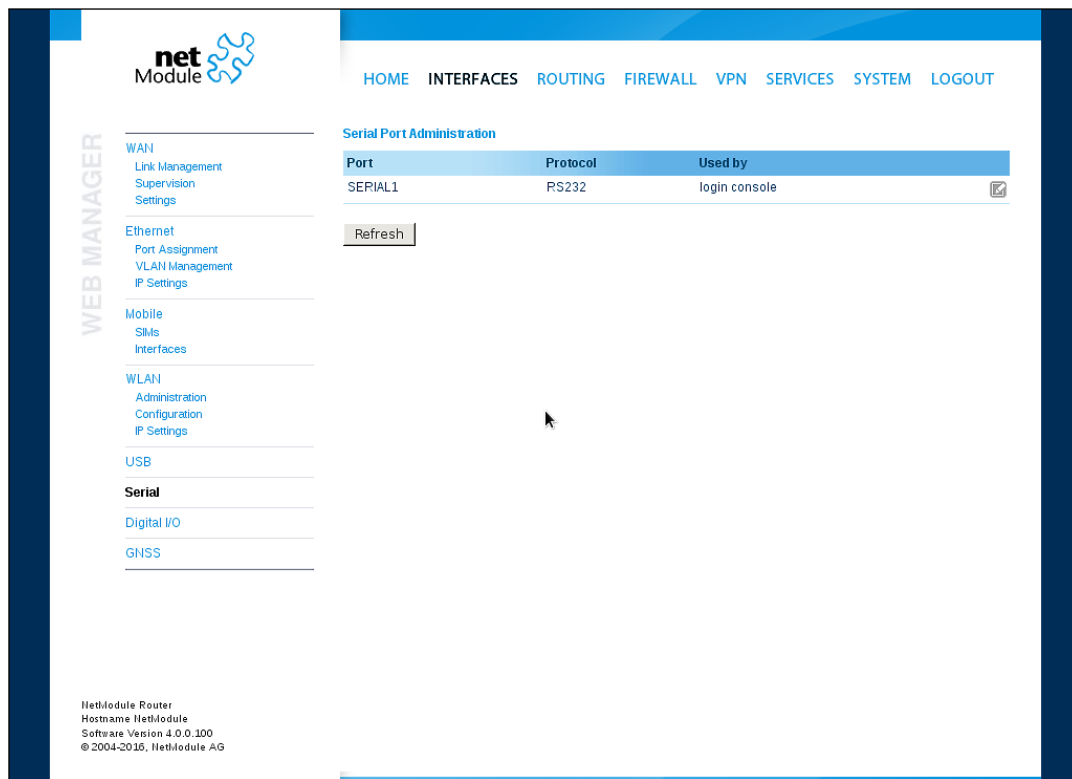 net
Module
HOME INTERFACES ROUTING FIREWALL VPN SERVICES SYSTEM LOGOUT
WEB MANAGER
WAN
Link Management
Supervision
Settings
Ethernet
Port Assignment
VLAN Management
IP Settings
Mobile
SIMs
Interfaces
WLAN
Administration
Configuration
IP Settings
USB
Serial
Digital I/O
GNSS
Serial Port Administration
Port Protocol Used by
SERIAL1 RS232 login console
Refresh
NetModule Router
Hostname NetModule
Software Version 4.0.0.100
© 2004-2016, NetModule AG